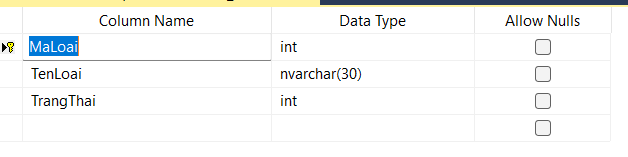 Column Name Data Type Allow Nulls
MaLoai int
TenLoai nvarchar(30)
TrangThai int